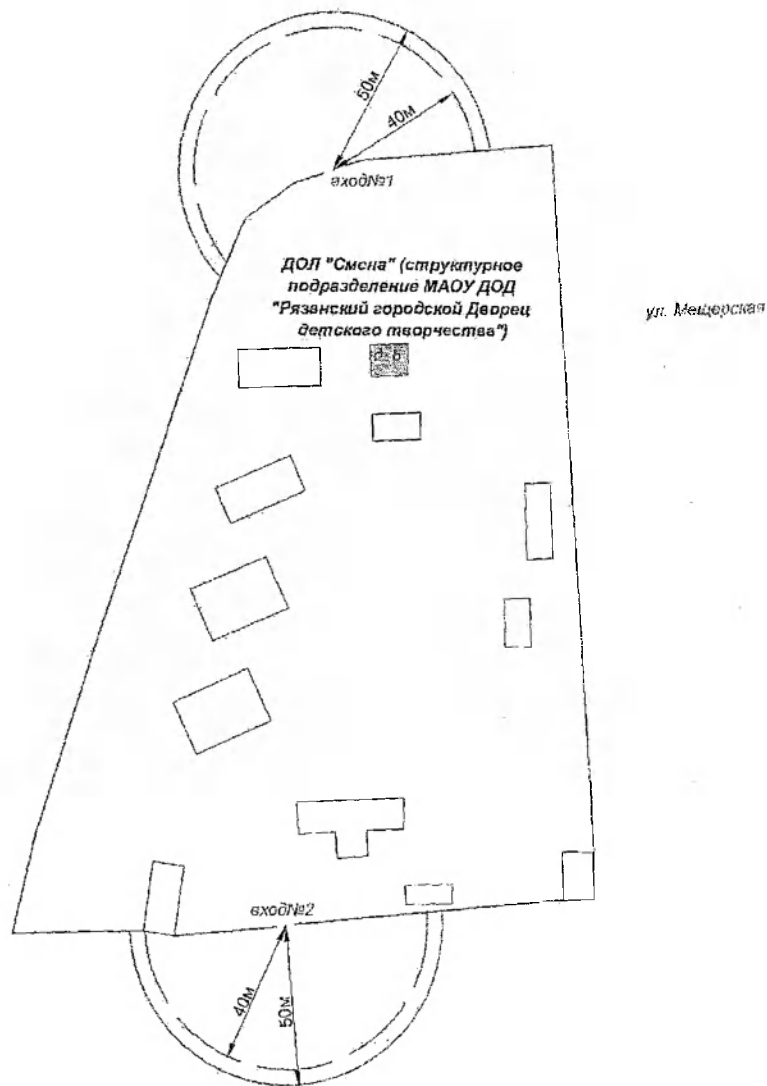 50м
40м
вход№1
ДОЛ "Смена" (структурное
подразделение МАОУ ДОД
"Рязанский городской Дворец
детского творчества")
ул. Мещерская
вход№2
40м
50м